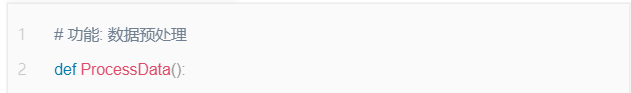 1 # 功能: 数据预处理
2 def ProcessData():